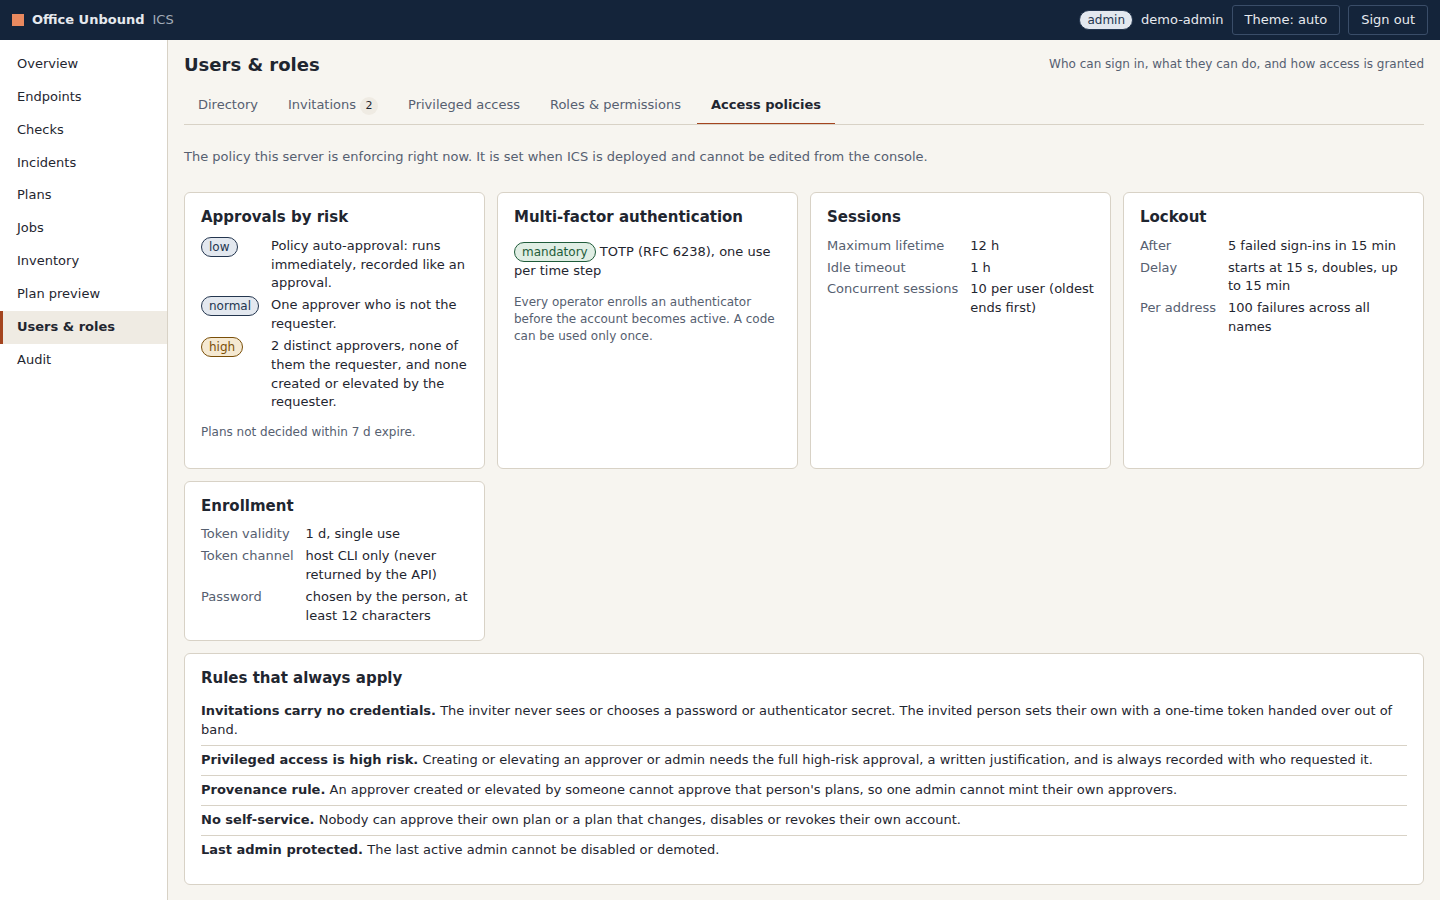 Office Unbound ICS
admin demo-admin Theme: auto Sign out
Overview
Endpoints
Checks
Incidents
Plans
Jobs
Inventory
Plan preview
Users & roles
Audit
Users & roles
Who can sign in, what they can do, and how access is granted
Directory Invitations 2 Privileged access Roles & permissions Access policies
The policy this server is enforcing right now. It is set when ICS is deployed and cannot be edited from the console.
Approvals by risk
low Policy auto-approval: runs
immediately, recorded like an
approval.
normal One approver who is not the
requester.
high 2 distinct approvers, none of
them the requester, and none
created or elevated by the
requester.
Plans not decided within 7 d expire.
Multi-factor authentication
mandatory TOTP (RFC 6238), one use
per time step
Every operator enrolls an authenticator
before the account becomes active. A code
can be used only once.
Sessions
Maximum lifetime 12 h
Idle timeout 1 h
Concurrent sessions 10 per user (oldest
ends first)
Lockout
After 5 failed sign-ins in 15 min
Delay starts at 15 s, doubles, up
to 15 min
Per address 100 failures across all
names
Enrollment
Token validity 1 d, single use
Token channel host CLI only (never
returned by the API)
Password chosen by the person, at
least 12 characters
Rules that always apply
Invitations carry no credentials. The inviter never sees or chooses a password or authenticator secret. The invited person sets their own with a one-time token handed over out of
band.
Privileged access is high risk. Creating or elevating an approver or admin needs the full high-risk approval, a written justification, and is always recorded with who requested it.
Provenance rule. An approver created or elevated by someone cannot approve that person's plans, so one admin cannot mint their own approvers.
No self-service. Nobody can approve their own plan or a plan that changes, disables or revokes their own account.
Last admin protected. The last active admin cannot be disabled or demoted.